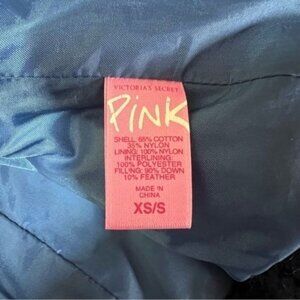 VICTORIA'S SECRET
PINK
SHELL: 65% COTTON
35% NYLON
LINING: 100% NYLON
INTERLINING:
100% POLYESTER
FILLING: 90% DOWN
10% FEATHER
MADE IN
CHINA
XS/S